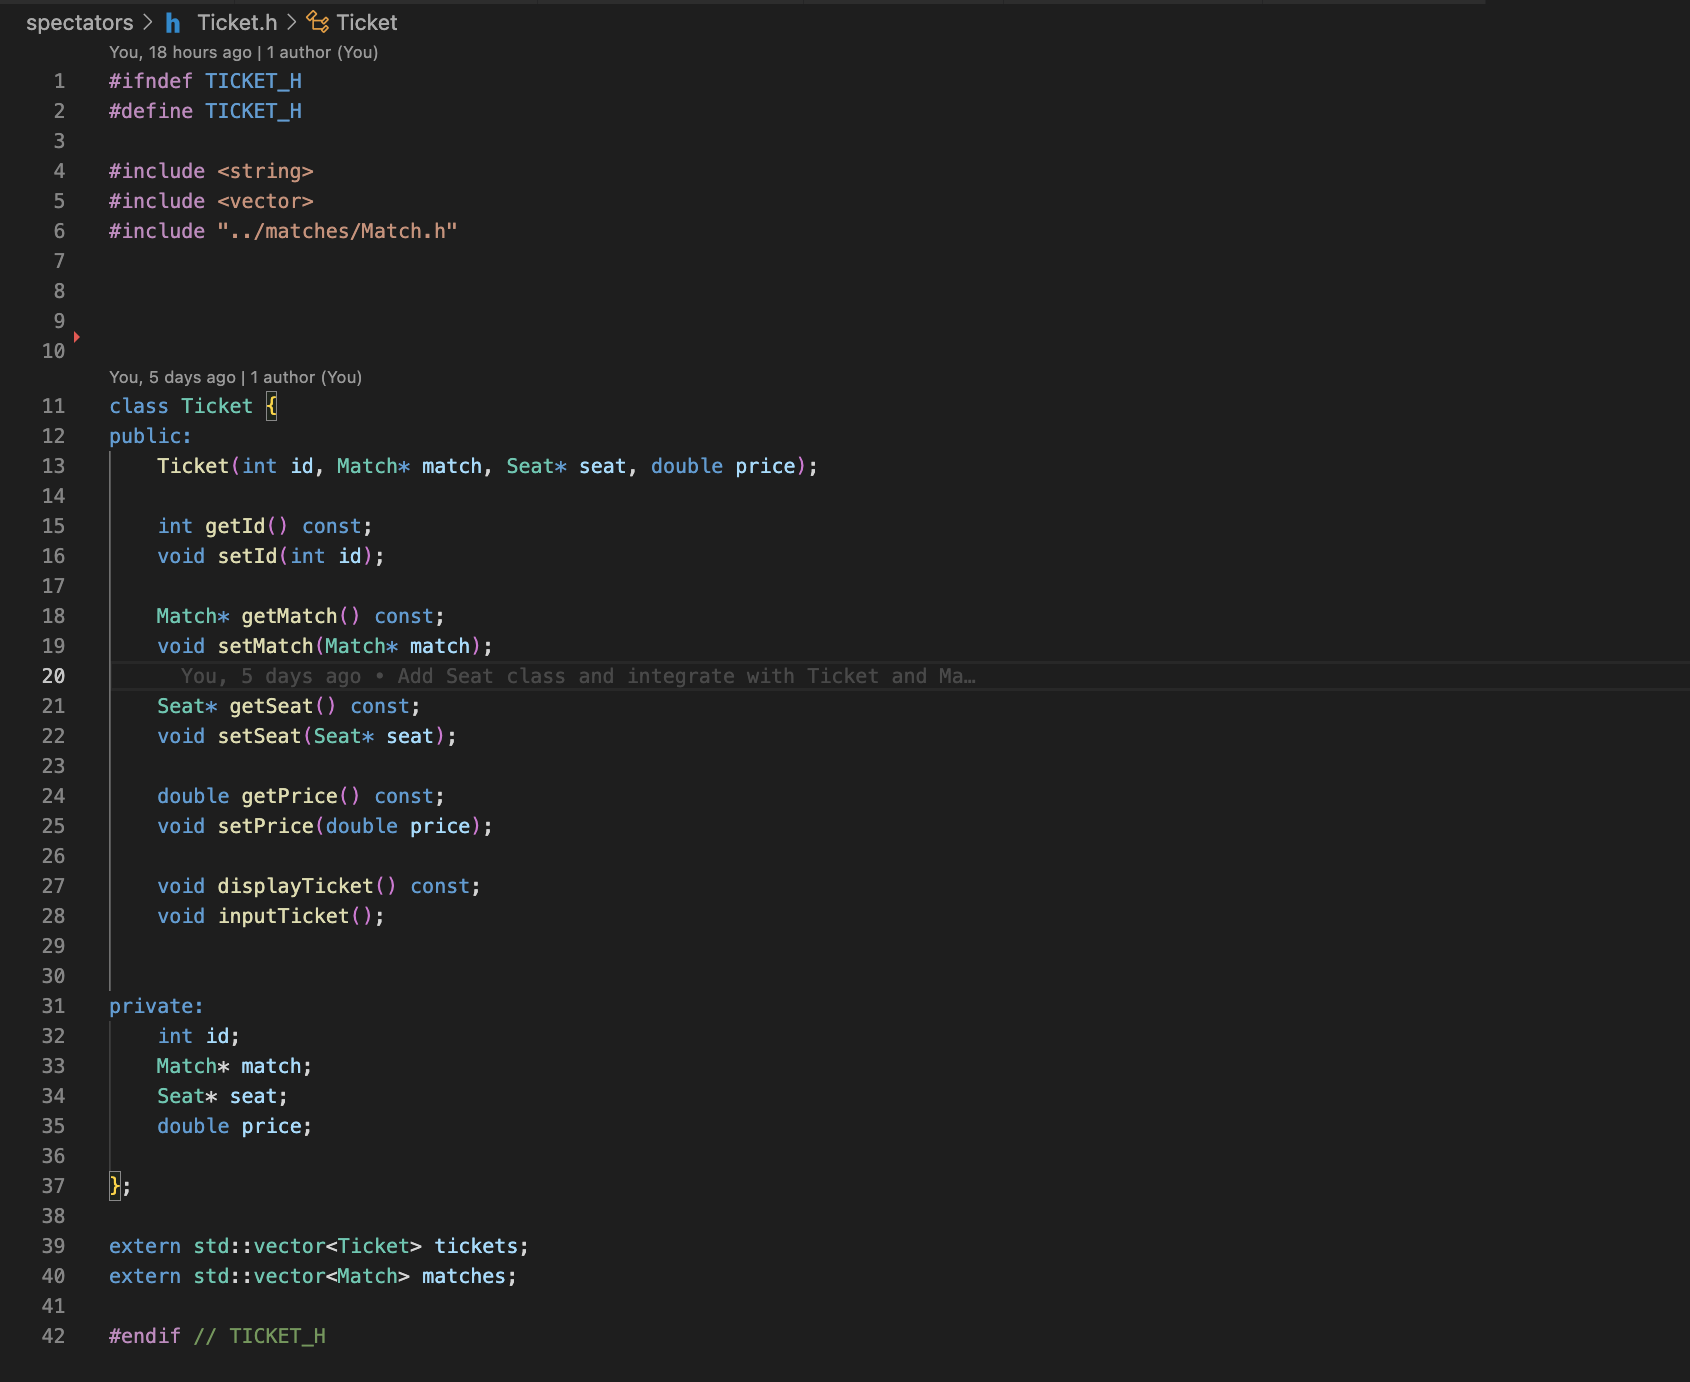 spectators > h Ticket.h > Ticket
You, 18 hours ago | 1 author (You)
1 #ifndef TICKET_H
2 #define TICKET_H
3
4 #include <string>
5 #include <vector>
6 #include "../matches/Match.h"
7
8
9
10
You, 5 days ago | 1 author (You)
11 class Ticket {
12 public:
13     Ticket(int id, Match* match, Seat* seat, double price);
14
15     int getId() const;
16     void setId(int id);
17
18     Match* getMatch() const;
19     void setMatch(Match* match);
20       You, 5 days ago • Add Seat class and integrate with Ticket and Ma…
21     Seat* getSeat() const;
22     void setSeat(Seat* seat);
23
24     double getPrice() const;
25     void setPrice(double price);
26
27     void displayTicket() const;
28     void inputTicket();
29
30
31 private:
32     int id;
33     Match* match;
34     Seat* seat;
35     double price;
36
37 };
38
39 extern std::vector<Ticket> tickets;
40 extern std::vector<Match> matches;
41
42 #endif // TICKET_H